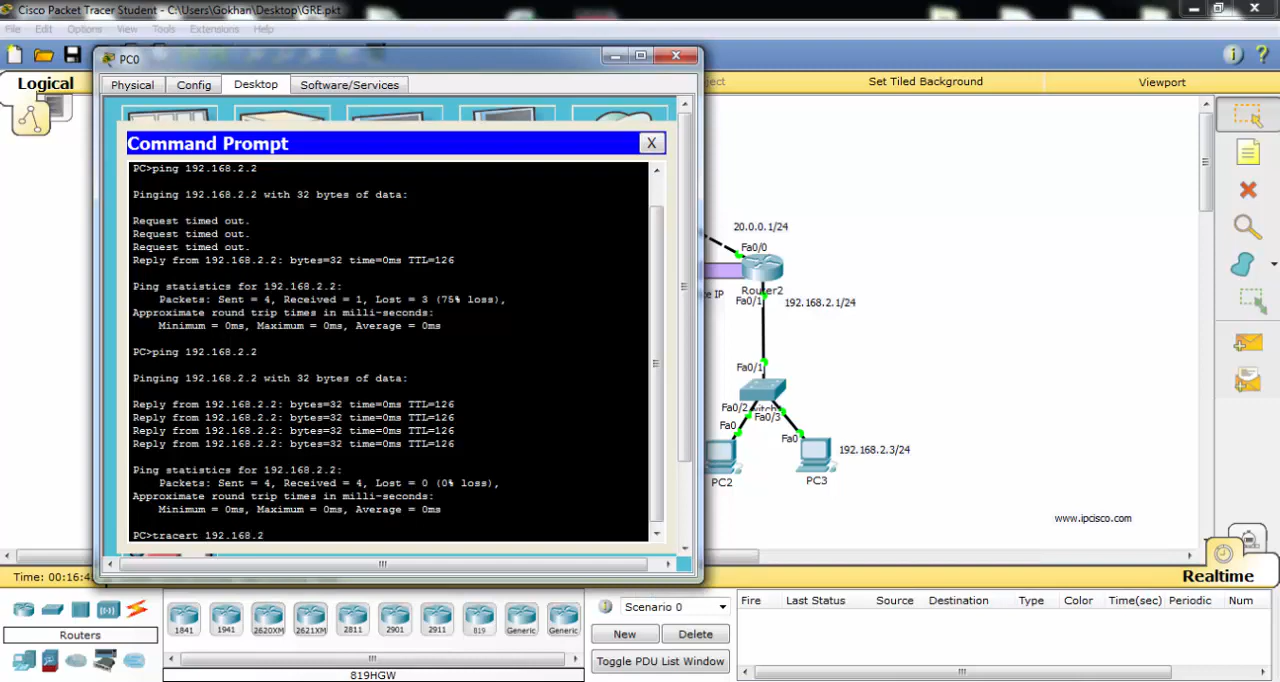 Cisco Packet Tracer Student - C:\Users\Gokhan\Desktop\GRE.pkt
File Edit Options View Tools Extensions Help
PC0
Logical
Set Tiled Background
Viewport
Physical Config Desktop Software/Services
Command Prompt
X
PC>ping 192.168.2.2
Pinging 192.168.2.2 with 32 bytes of data:
Request timed out.
Request timed out.
Request timed out.
Reply from 192.168.2.2: bytes=32 time=0ms TTL=126
Ping statistics for 192.168.2.2:
Packets: Sent = 4, Received = 1, Lost = 3 (75% loss),
Approximate round trip times in milli-seconds:
Minimum = 0ms, Maximum = 0ms, Average = 0ms
PC>ping 192.168.2.2
Pinging 192.168.2.2 with 32 bytes of data:
Reply from 192.168.2.2: bytes=32 time=0ms TTL=126
Reply from 192.168.2.2: bytes=32 time=0ms TTL=126
Reply from 192.168.2.2: bytes=32 time=0ms TTL=126
Reply from 192.168.2.2: bytes=32 time=0ms TTL=126
Ping statistics for 192.168.2.2:
Packets: Sent = 4, Received = 4, Lost = 0 (0% loss),
Approximate round trip times in milli-seconds:
Minimum = 0ms, Maximum = 0ms, Average = 0ms
PC>tracert 192.168.2
20.0.0.1/24
Fa0/0
Router2
IP
Fa0/1
192.168.2.1/24
Fa0/1
Fa0/2
Fa0/3
Fa0
Fa0
192.168.2.3/24
PC2
PC3
www.ipcisco.com
Time: 00:16:4
Realtime
Routers
1841 1941 2620XM 2621XM 2811 2901 2911 819 Generic Generic
819HGW
Scenario 0
New Delete
Toggle PDU List Window
Fire Last Status Source Destination Type Color Time(sec) Periodic Num